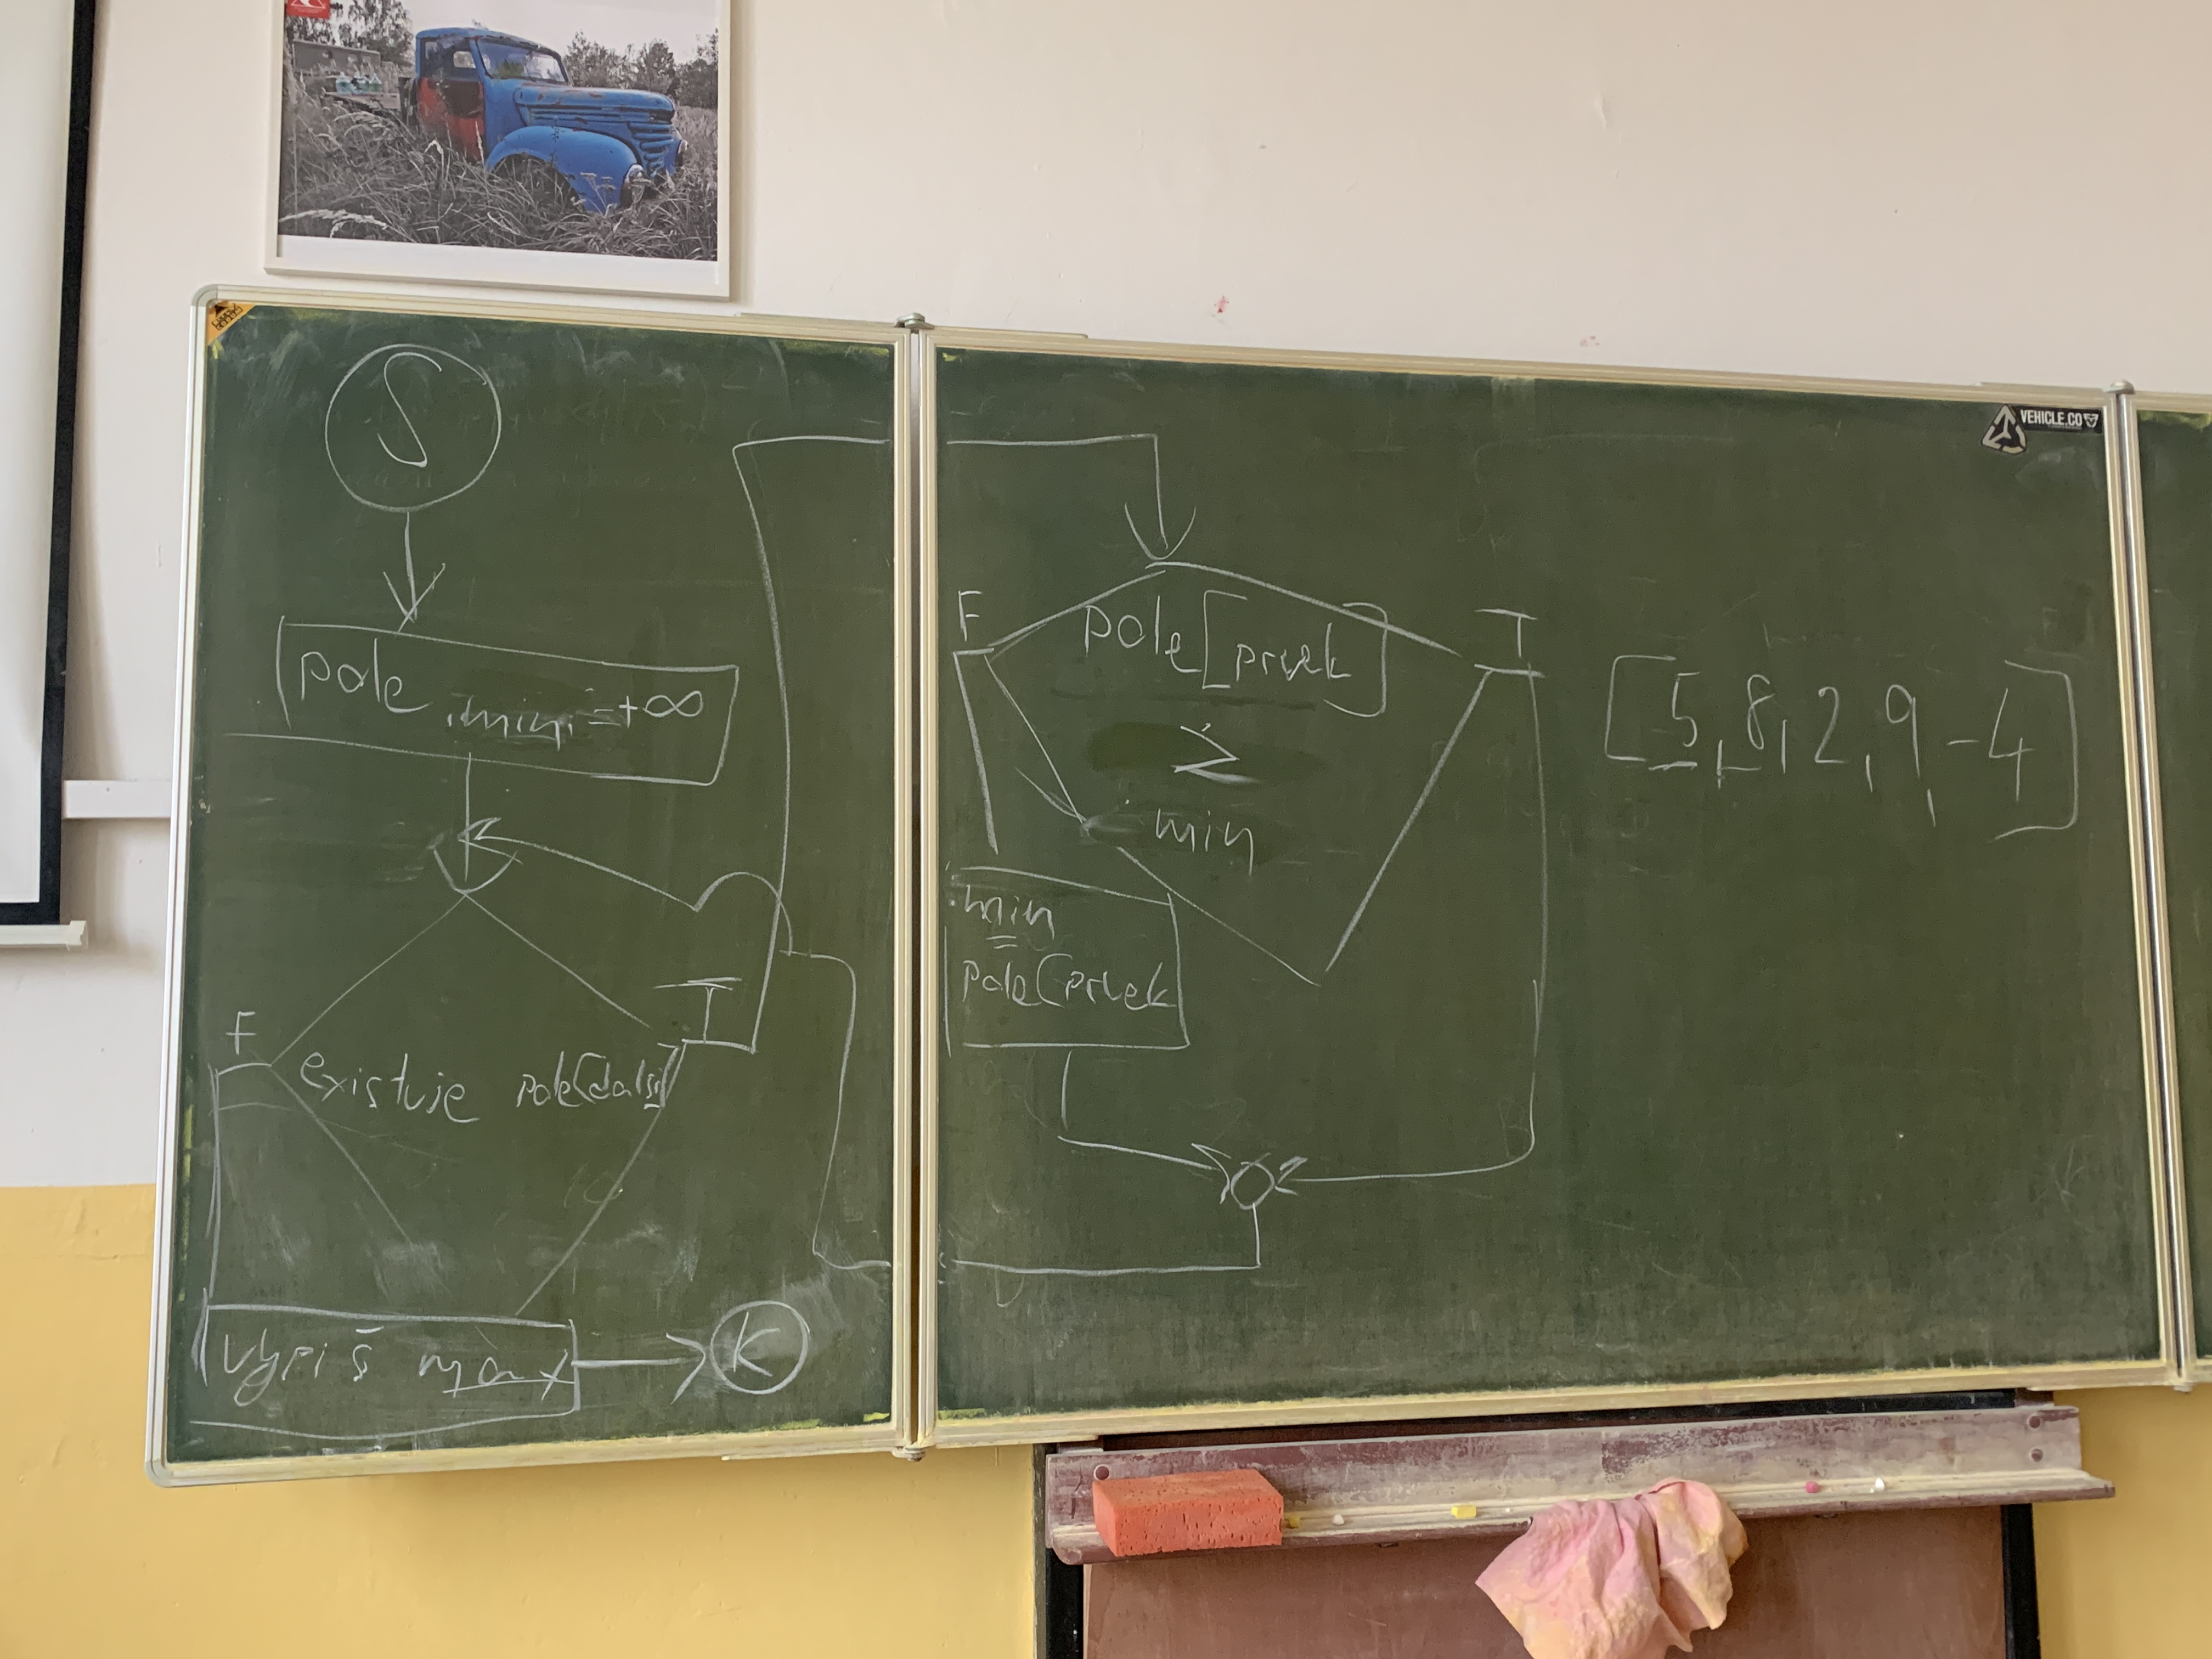 S
pole, min = +∞
F
T
existuje pole[další]
vypiš max
K
F
T
pole[prvek]
≥
min
min
=
pole[prvek
[5, 8, 2, 9, -4]
VEHICLE.CO